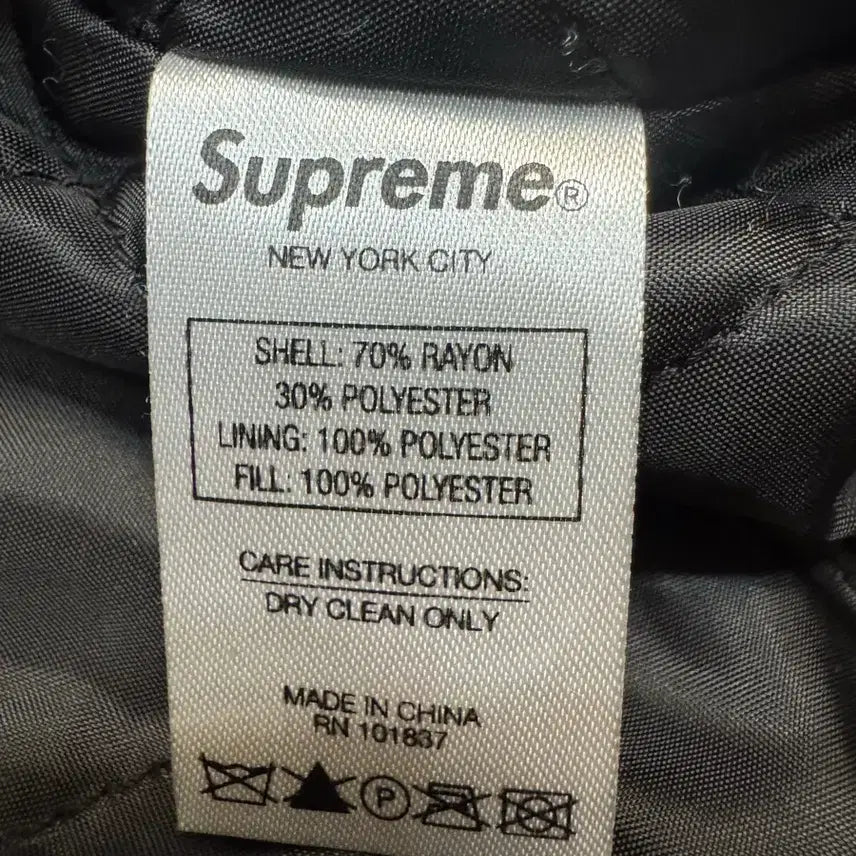 Supreme®
NEW YORK CITY
SHELL: 70% RAYON
30% POLYESTER
LINING: 100% POLYESTER
FILL: 100% POLYESTER
CARE INSTRUCTIONS:
DRY CLEAN ONLY
MADE IN CHINA
RN 101837
P